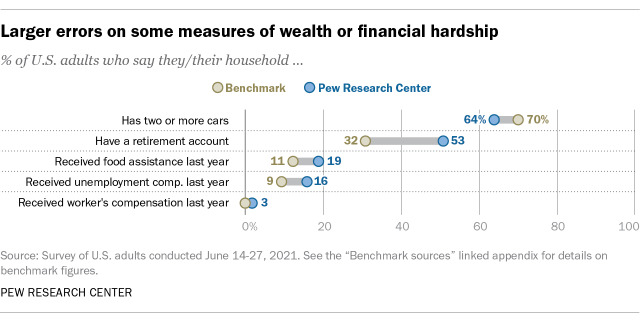 Larger errors on some measures of wealth or financial hardship
% of U.S. adults who say they/their household ...
Benchmark Pew Research Center
Has two or more cars 64% 70%
Have a retirement account 32 53
Received food assistance last year 11 19
Received unemployment comp. last year 9 16
Received worker's compensation last year 3
0% 20 40 60 80 100
Source: Survey of U.S. adults conducted June 14-27, 2021. See the “Benchmark sources” linked appendix for details on
benchmark figures.
PEW RESEARCH CENTER